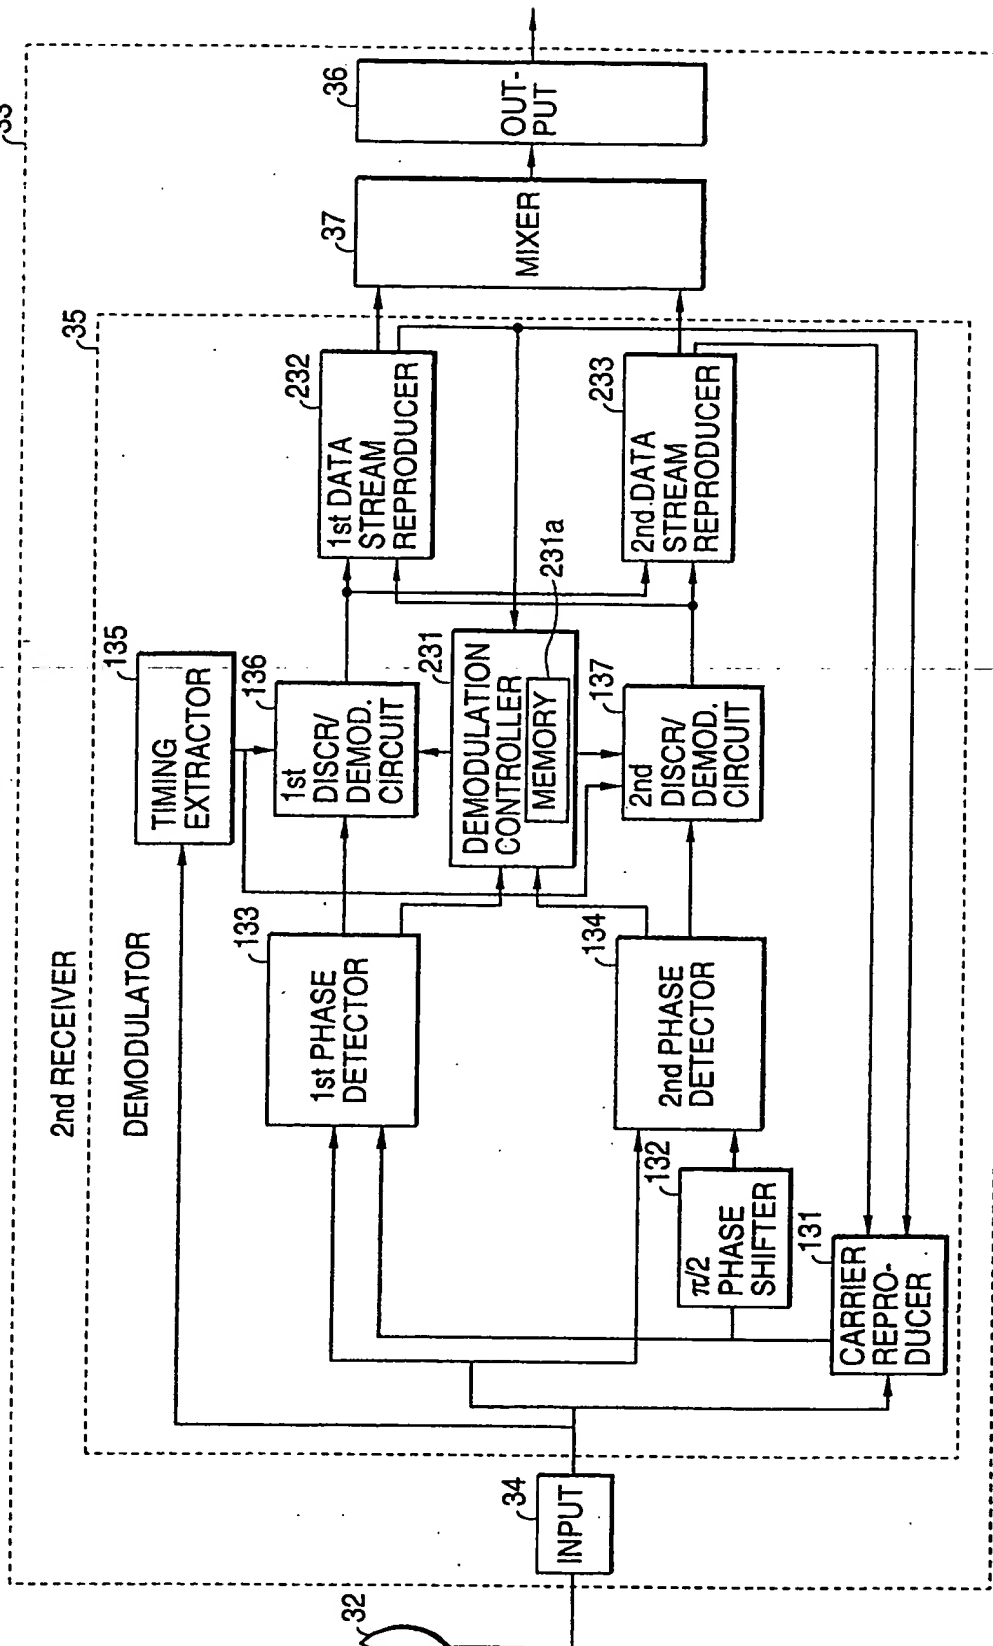 33
2nd RECEIVER
35
DEMODULATOR
32
34
INPUT
135
TIMING
EXTRACTOR
133
1st PHASE
DETECTOR
136
1st
DISCR/
DEMOD.
CIRCUIT
232
1st DATA
STREAM
REPRODUCER
37
MIXER
36
OUT-
PUT
231
DEMODULATION
CONTROLLER
MEMORY
231a
134
2nd PHASE
DETECTOR
137
2nd
DISCR/
DEMOD.
CIRCUIT
233
2nd DATA
STREAM
REPRODUCER
132
π/2
PHASE
SHIFTER
131
CARRIER
REPRO-
DUCER